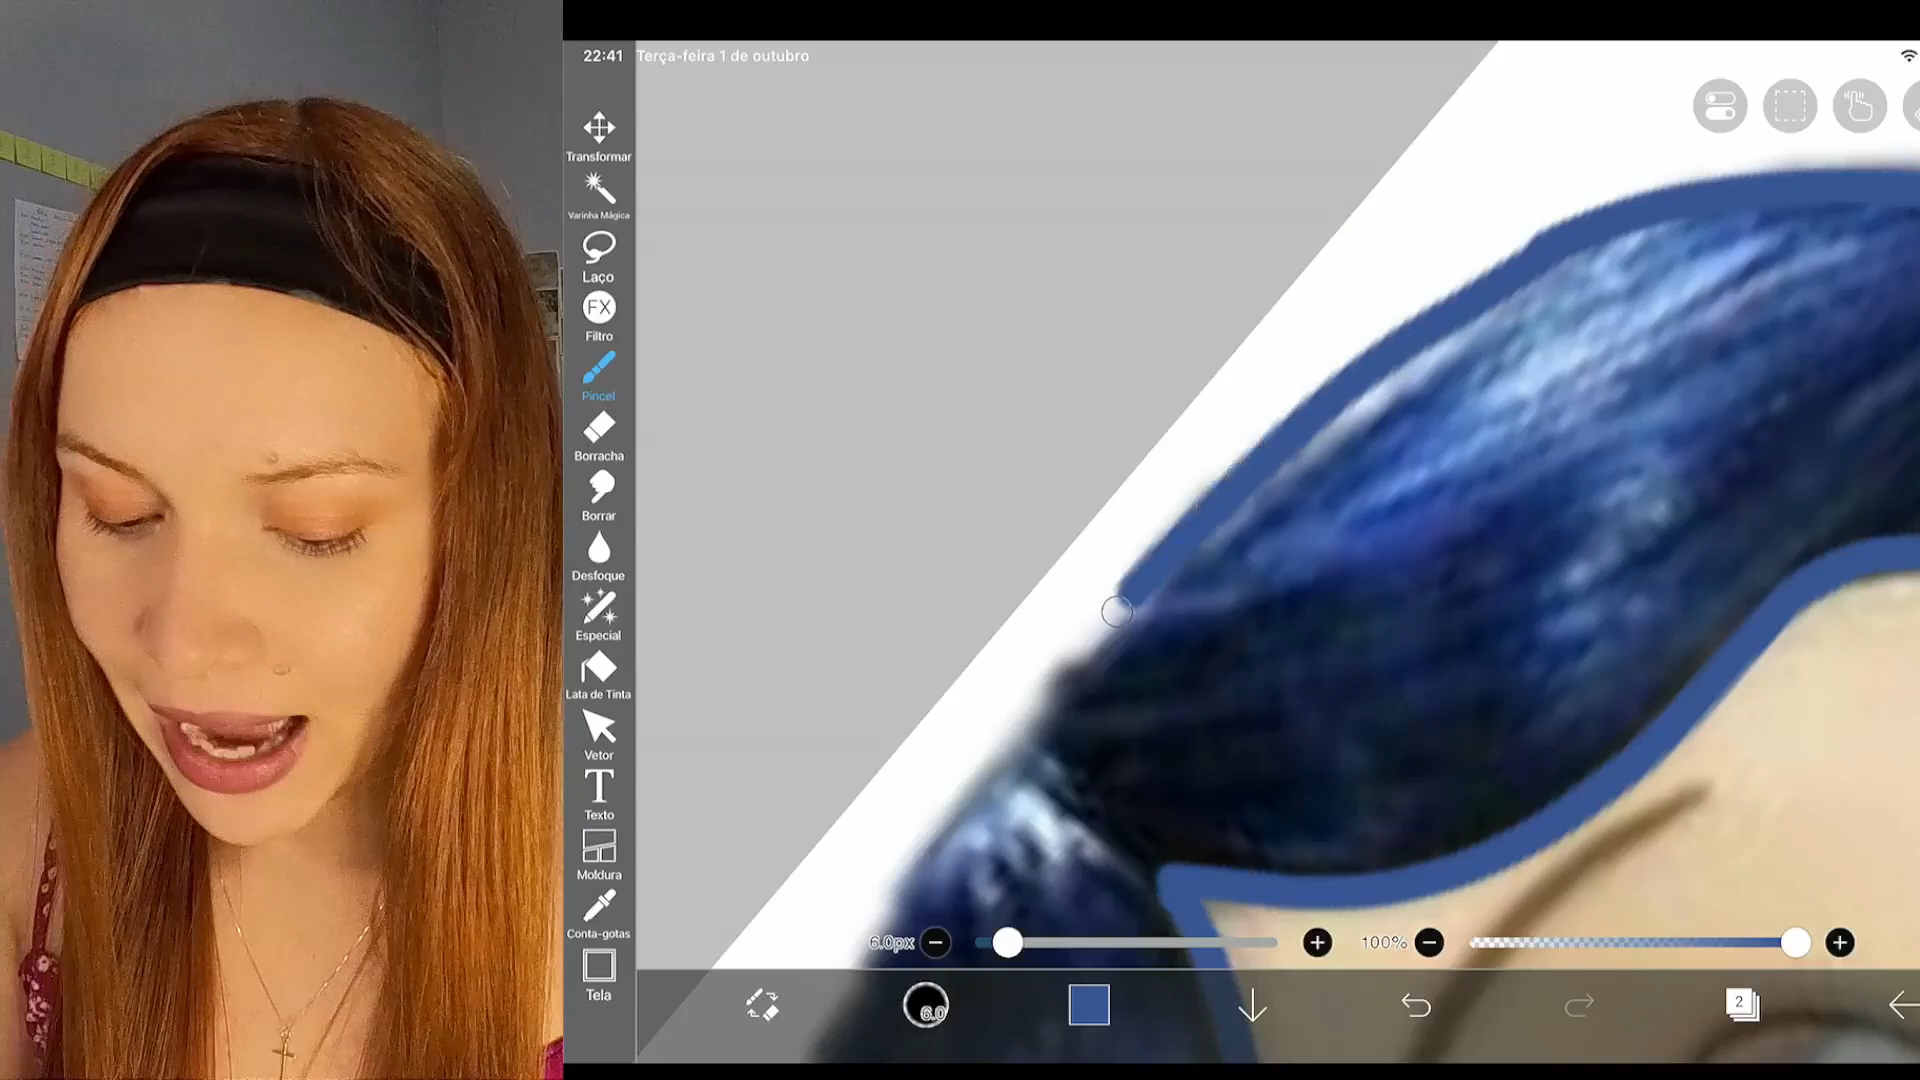 22:41 Terça-feira 1 de outubro
Transformar
Varinha Mágica
Laço
FX
Filtro
Pincel
Borracha
Borrar
Desfoque
Especial
Lata de Tinta
Vetor
T
Texto
Moldura
Conta-gotas
Tela
6.0px
100%
6.0
2